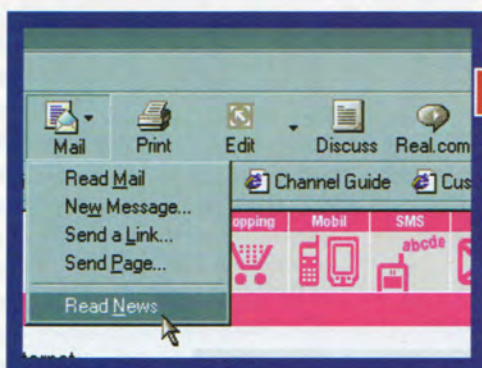 Mail Print Edit Discuss Real.com
Read Mail
Channel Guide
New Message...
opping Mobil SMS
Send a Link...
abcde
Send Page...
Read News